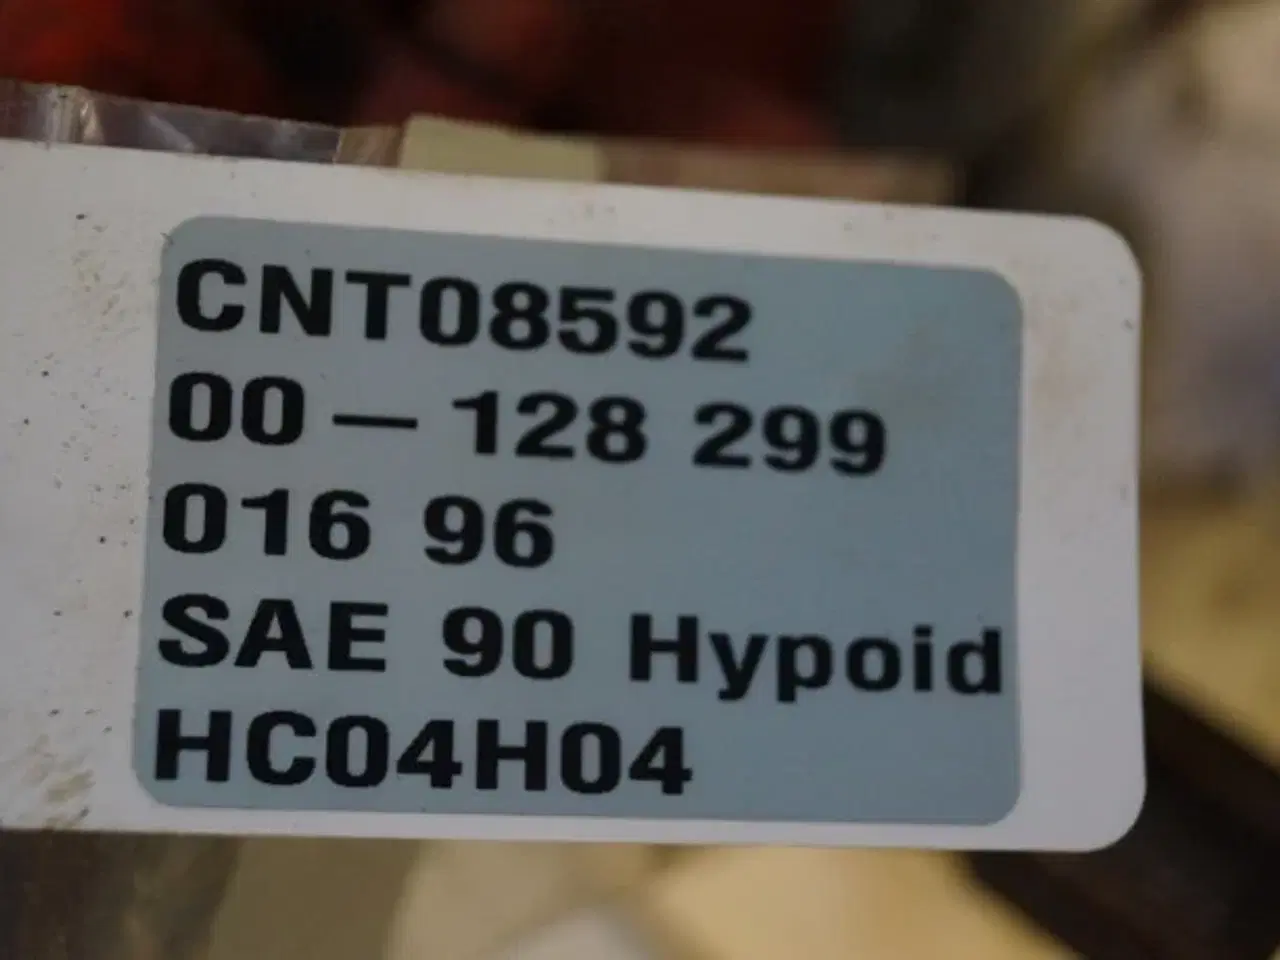 CNT08592
00 — 128 299
016 96
SAE 90 Hypoid
HC04H04